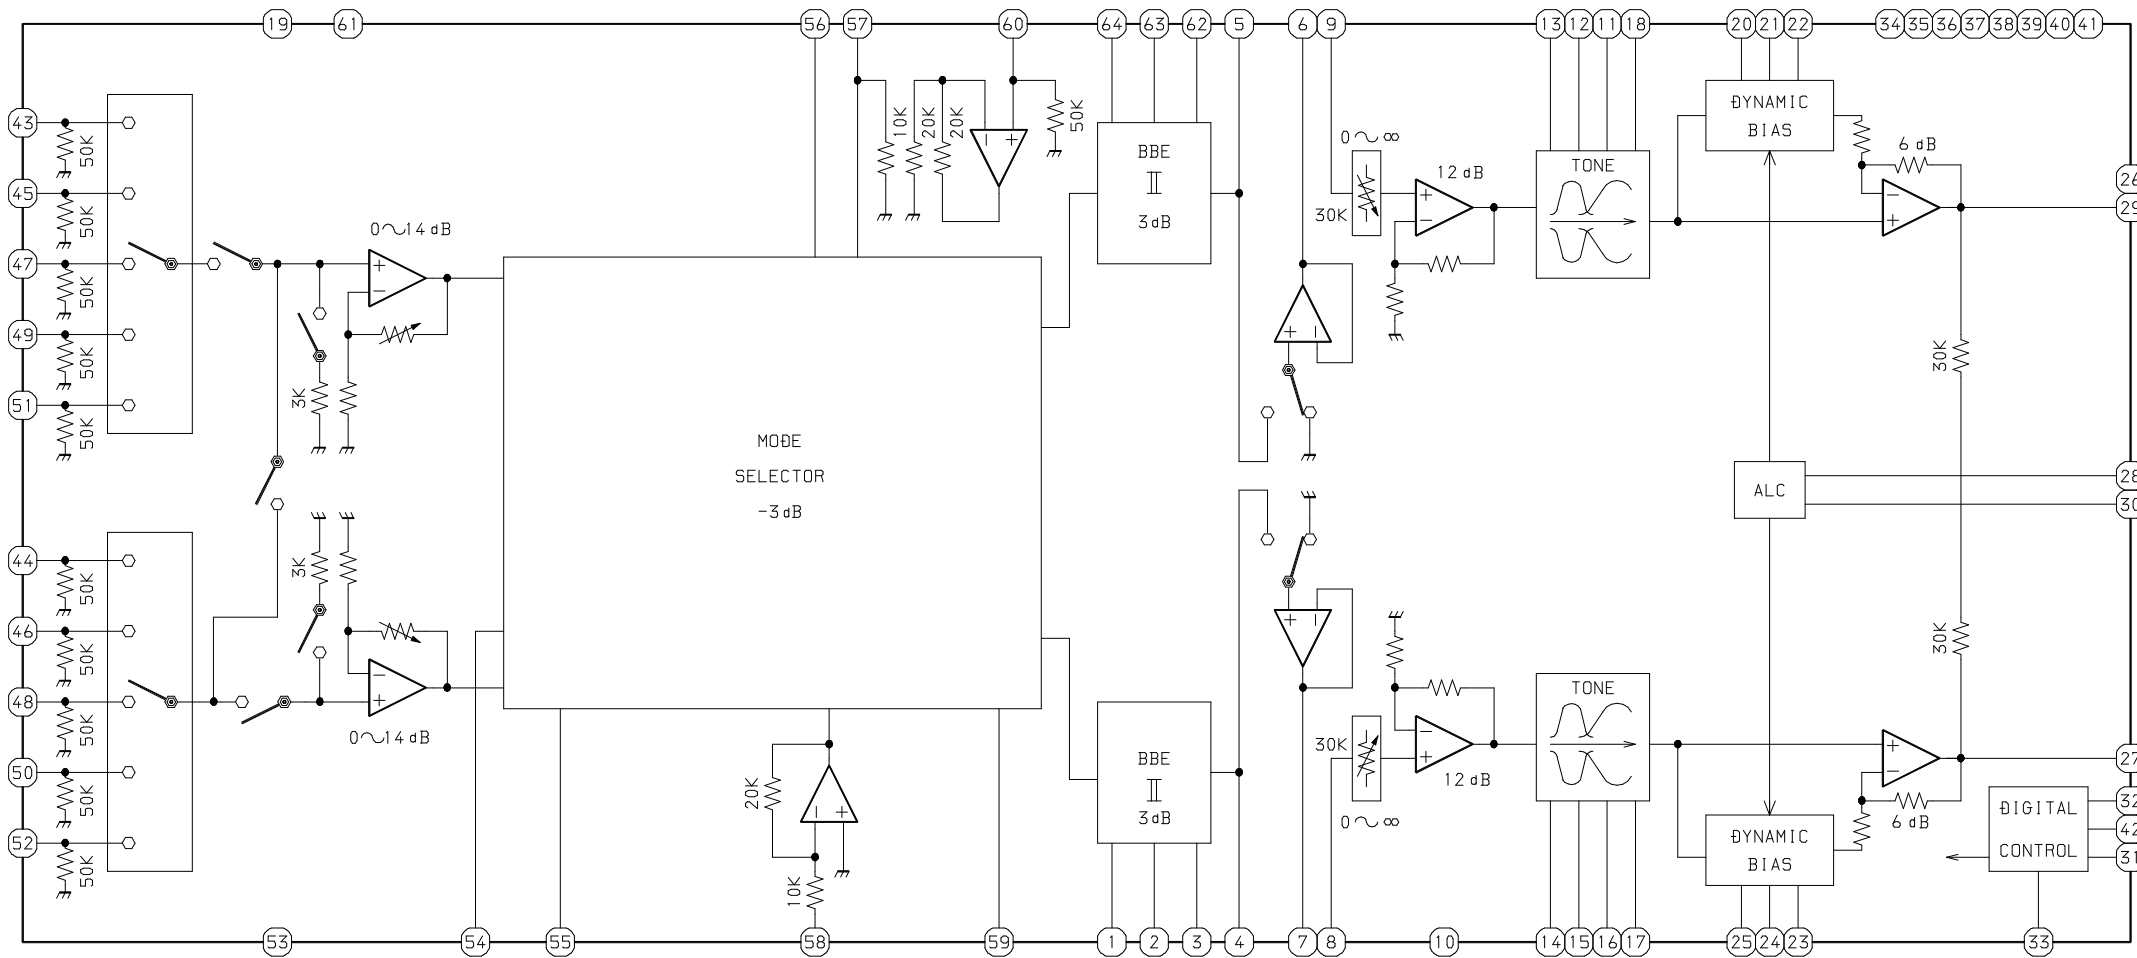 19 61 56 57 60 64 63 62 5 6 9 13 12 11 18 20 21 22 34 35 36 37 38 39 40 41
43 50K
45 50K
47 50K
49 50K
51 50K
0~14dB
+
−
3K
10K 20K 20K
− +
50K
BBE
II
3dB
0~∞
30K
12dB
+
−
TONE
DYNAMIC
BIAS
6dB
−
+
26
29
+ −
30K
MODE
SELECTOR
-3dB
ALC
28
30
44 50K
46 50K
48 50K
50 50K
52 50K
3K
−
+
0~14dB
20K
− +
10K
BBE
II
3dB
+ −
30K
0~∞
−
+
12dB
TONE
30K
+
−
6dB
DYNAMIC
BIAS
27
DIGITAL
CONTROL
32
42
31
53 54 55 58 59 1 2 3 4 7 8 10 14 15 16 17 25 24 23 33